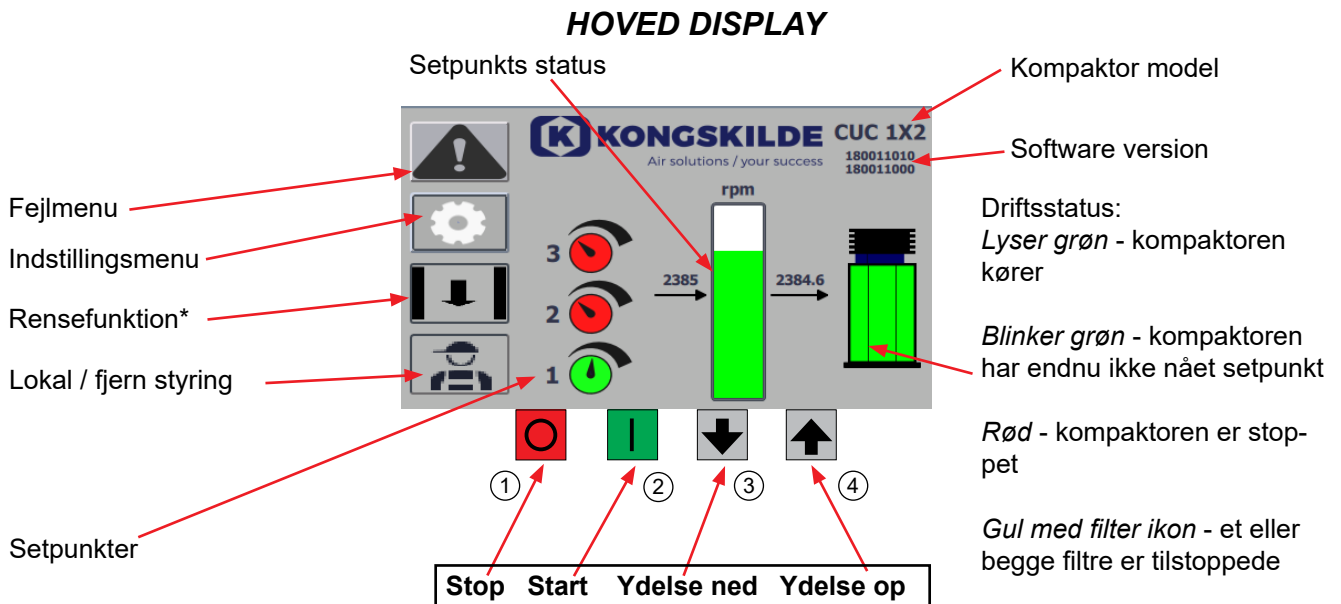 HOVED DISPLAY
Setpunkts status
Kompaktor model
KONGSKILDE
Air solutions / your success
CUC 1X2
180011010
180011000
Software version
rpm
Fejlmenu
Indstillingsmenu
Rensefunktion*
Lokal / fjern styring
3
2
1
2385
2384.6
Driftsstatus:
Lyser grøn - kompaktoren
kører
Blinker grøn - kompaktoren
har endnu ikke nået setpunkt
Rød - kompaktoren er stop-
pet
Gul med filter ikon - et eller
begge filtre er tilstoppede
1
2
3
4
Setpunkter
Stop Start Ydelse ned Ydelse op